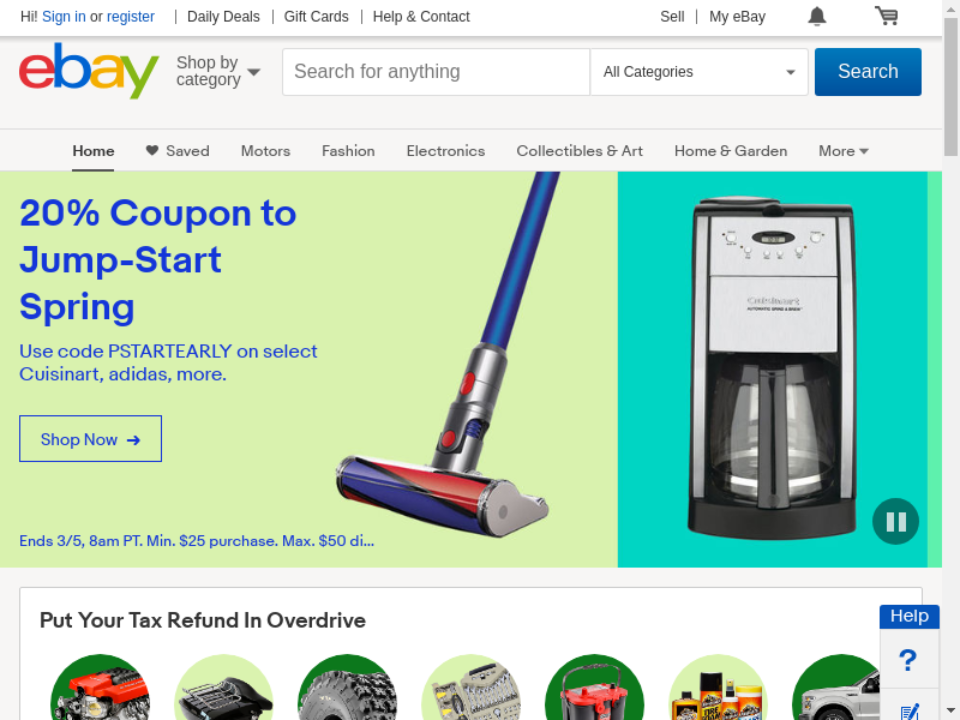 Hi! Sign in or register
Daily Deals
Gift Cards
Help & Contact
Sell
My eBay
ebay
Shop by
category
Search for anything
All Categories
Search
Home
Saved
Motors
Fashion
Electronics
Collectibles & Art
Home & Garden
More
20% Coupon to
Jump-Start
Spring
Use code PSTARTEARLY on select
Cuisinart, adidas, more.
Shop Now
Ends 3/5, 8am PT. Min. $25 purchase. Max. $50 di...
Cuisinart
AUTOMATIC GRIND & BREW
Put Your Tax Refund In Overdrive
Help
?